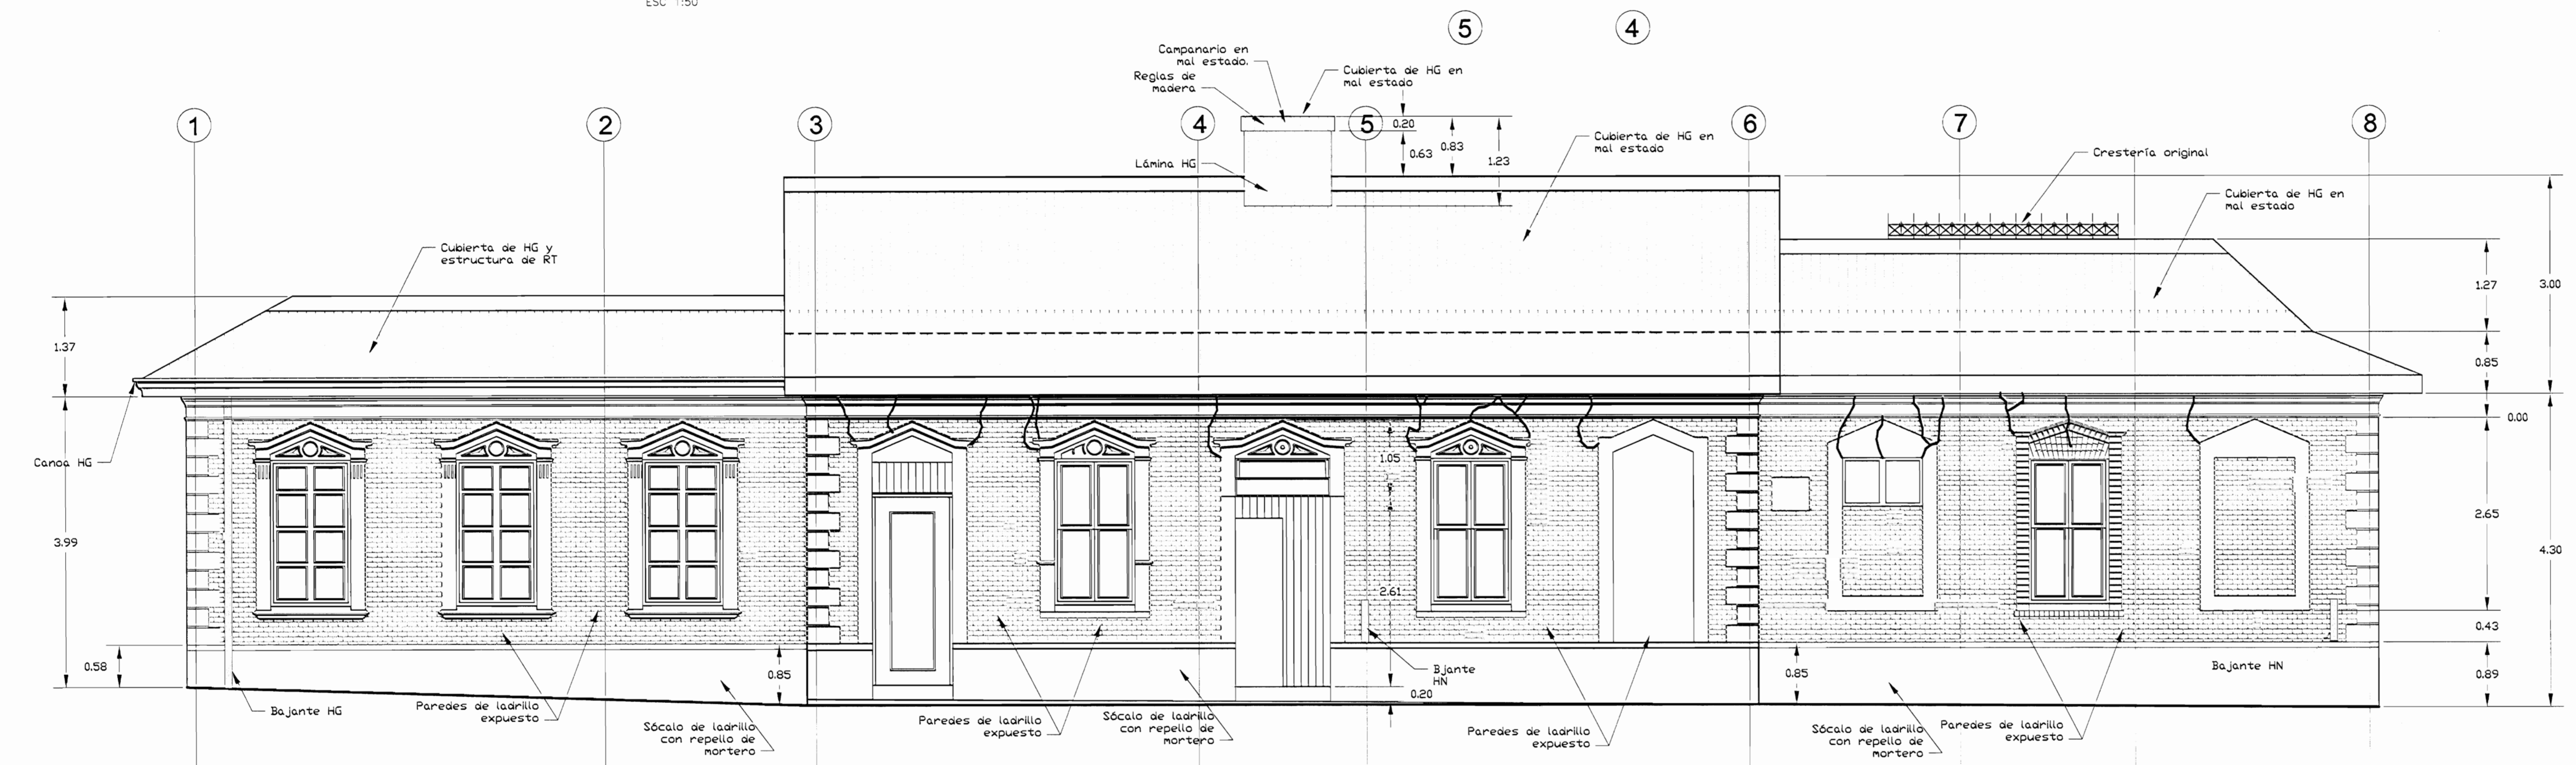 ESC 1:50
5
4
Campanario en
mal estado.
Reglas de
madera
Cubierta de HG en
mal estado
1
2
3
4
5
6
7
8
0.20
0.63
0.83
1.23
Lámina HG
Cubierta de HG en
mal estado
Crestería original
Cubierta de HG en
mal estado
Cubierta de HG y
estructura de RT
1.37
1.27
3.00
0.85
0.00
Canoa HG
3.99
1.05
2.61
2.65
4.30
0.43
0.58
0.85
0.85
0.89
Bjante
HN
0.20
Bajante HN
Bajante HG
Paredes de ladrillo
expuesto
Sócalo de ladrillo
con repello de
mortero
Paredes de ladrillo
expuesto
Sócalo de ladrillo
con repello de
mortero
Paredes de ladrillo
expuesto
Sócalo de ladrillo
con repello de
mortero
Paredes de ladrillo
expuesto